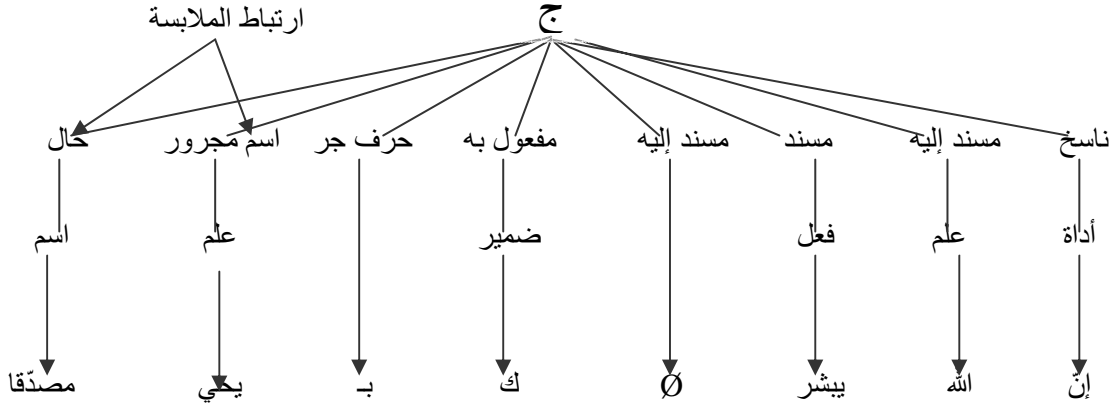 ارتباط الملابسة ج
ناسخ مسند إليه مسند مسند إليه مفعول به حرف جر اسم مجرور حال
أداة علم فعل ضمير علم اسم
إنّ الله يبشر Ø ك بـ يحي مصدّقا